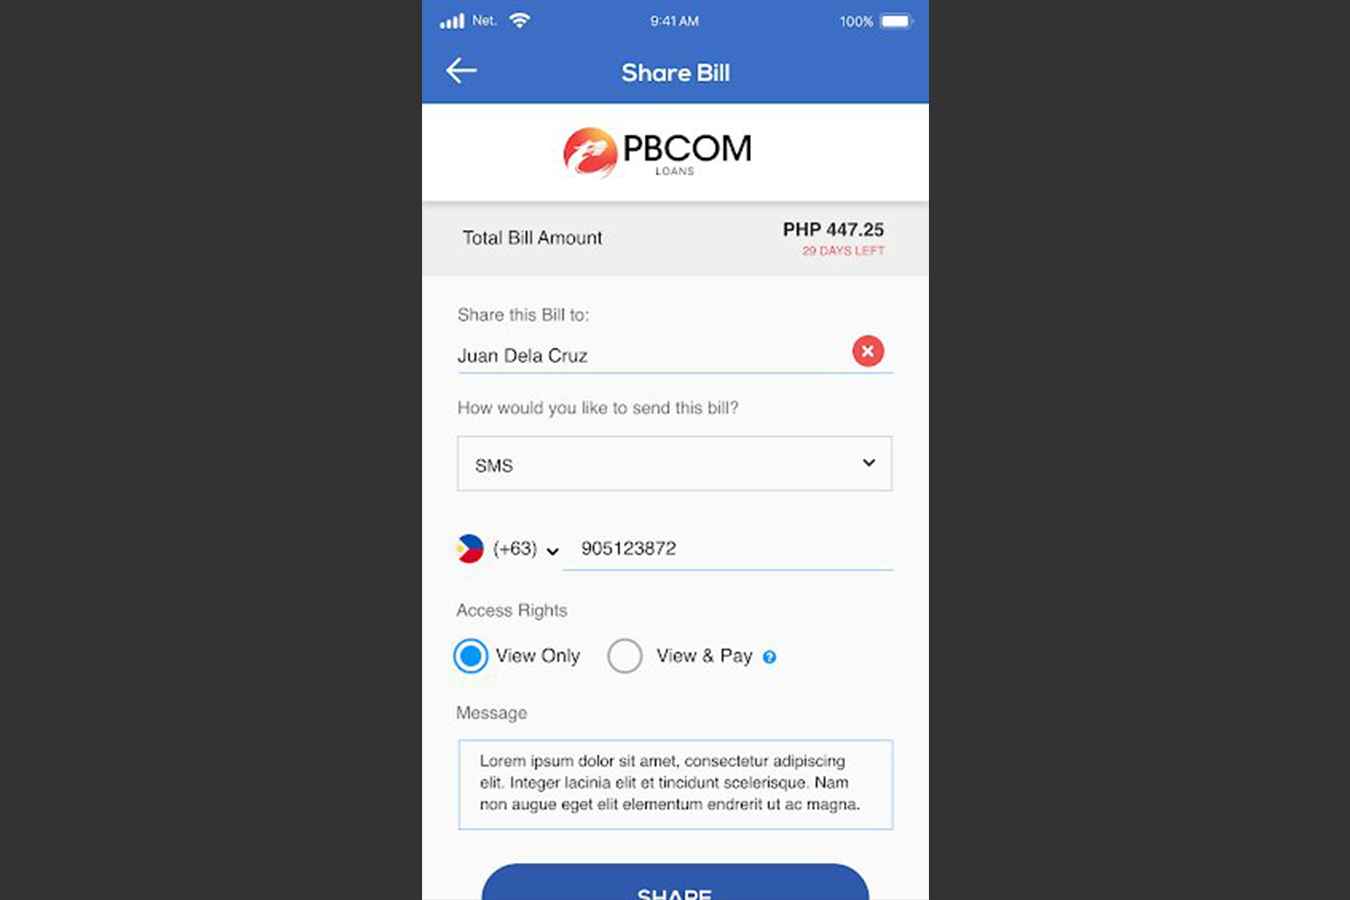 Net. 9:41 AM 100%
Share Bill
PBCOM
LOANS
Total Bill Amount PHP 447.25
29 DAYS LEFT
Share this Bill to:
Juan Dela Cruz
How would you like to send this bill?
SMS
(+63) 905123872
Access Rights
View Only View & Pay ?
Message
Lorem ipsum dolor sit amet, consectetur adipiscing
elit. Integer lacinia elit et tincidunt scelerisque. Nam
non augue eget elit elementum endrerit ut ac magna.
SHARE